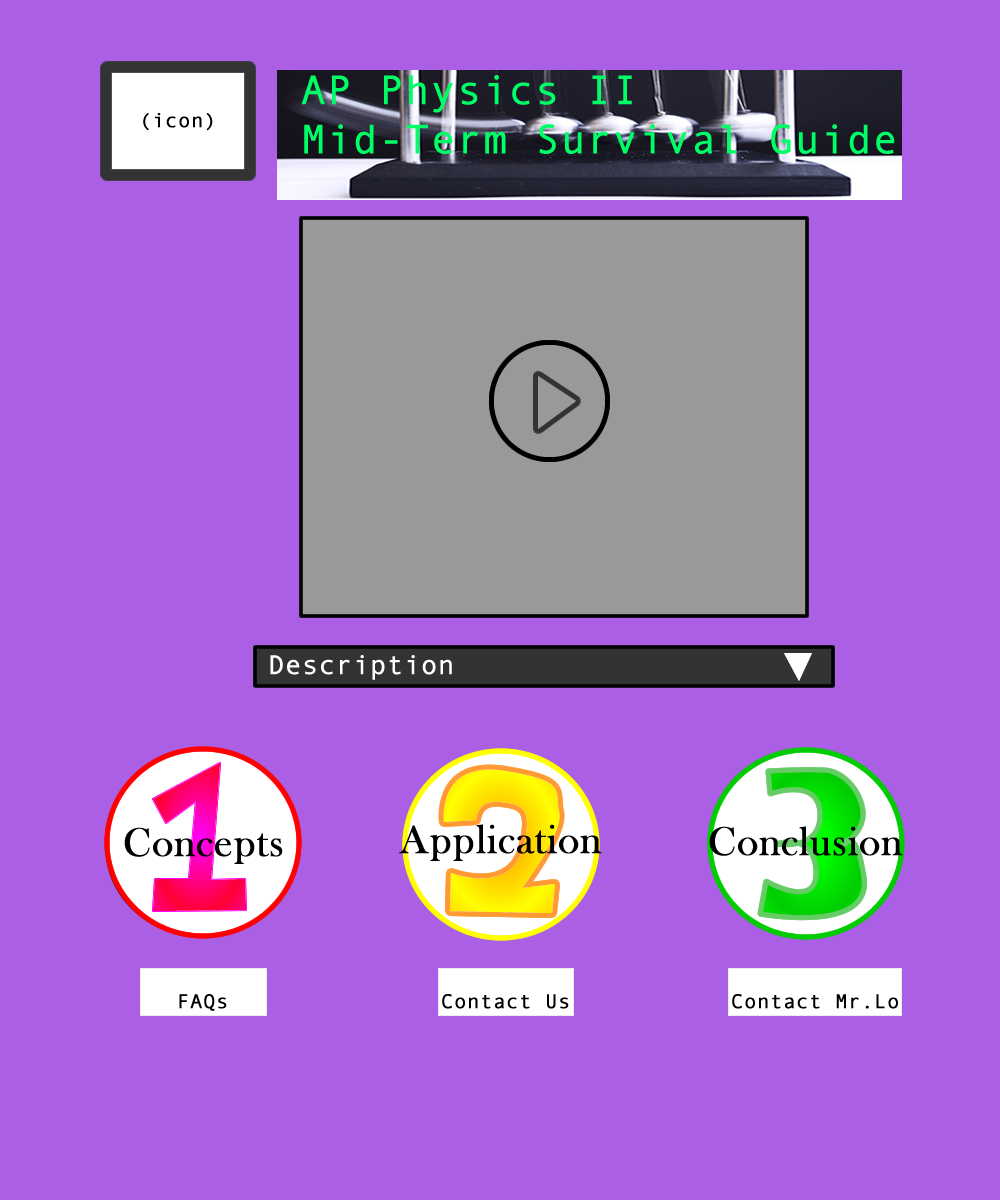 (icon)
AP Physics II
Mid-Term Survival Guide
Description
1
Concepts
2
Application
3
Conclusion
FAQs
Contact Us
Contact Mr.Lo